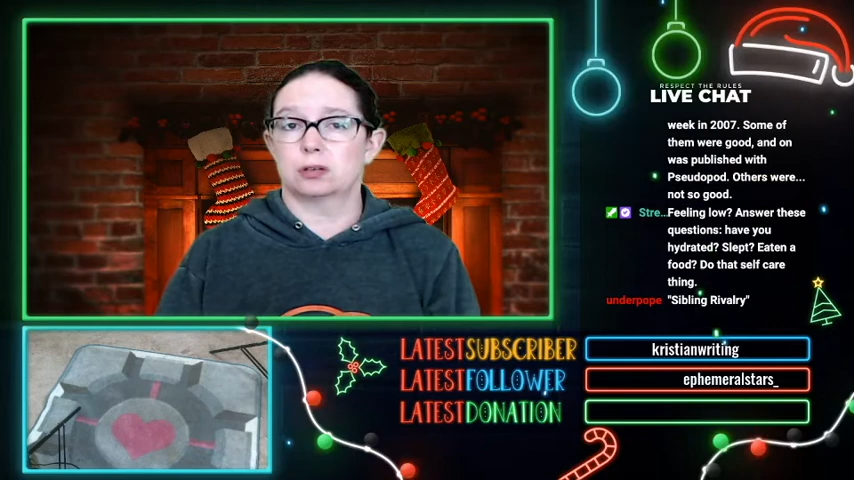 RESPECT THE RULES
LIVE CHAT
week in 2007. Some of
them were good, and on
was published with
Pseudopod. Others were...
not so good.
Stre... Feeling low? Answer these
questions: have you
hydrated? Slept? Eaten a
food? Do that self care
thing.
underpope "Sibling Rivalry"
LATESTSUBSCRIBER kristianwriting
LATESTFOLLOWER ephemeralstars_
LATESTDONATION